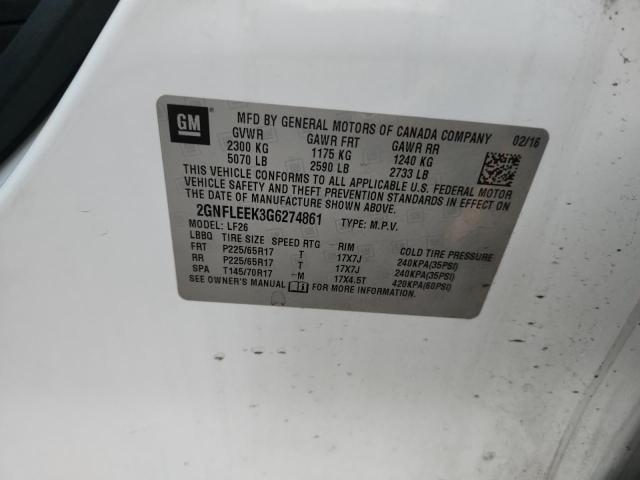 GM
MFD BY GENERAL MOTORS OF CANADA COMPANY 02/16
GVWR GAWR FRT GAWR RR
2300 KG 1175 KG 1240 KG
5070 LB 2590 LB 2733 LB
THIS VEHICLE CONFORMS TO ALL APPLICABLE U.S. FEDERAL MOTOR
VEHICLE SAFETY AND THEFT PREVENTION STANDARDS IN EFFECT ON
THE DATE OF MANUFACTURE SHOWN ABOVE.
2GNFLEEK3G6274861 TYPE: M.P.V.
MODEL: LF26
LBBQ TIRE SIZE SPEED RTG RIM COLD TIRE PRESSURE
FRT P225/65R17 T 17X7J 240KPA(35PSI)
RR P225/65R17 T 17X7J 240KPA(35PSI)
SPA T145/70R17 M 17X4.5T 420KPA(60PSI)
SEE OWNER'S MANUAL FOR MORE INFORMATION.